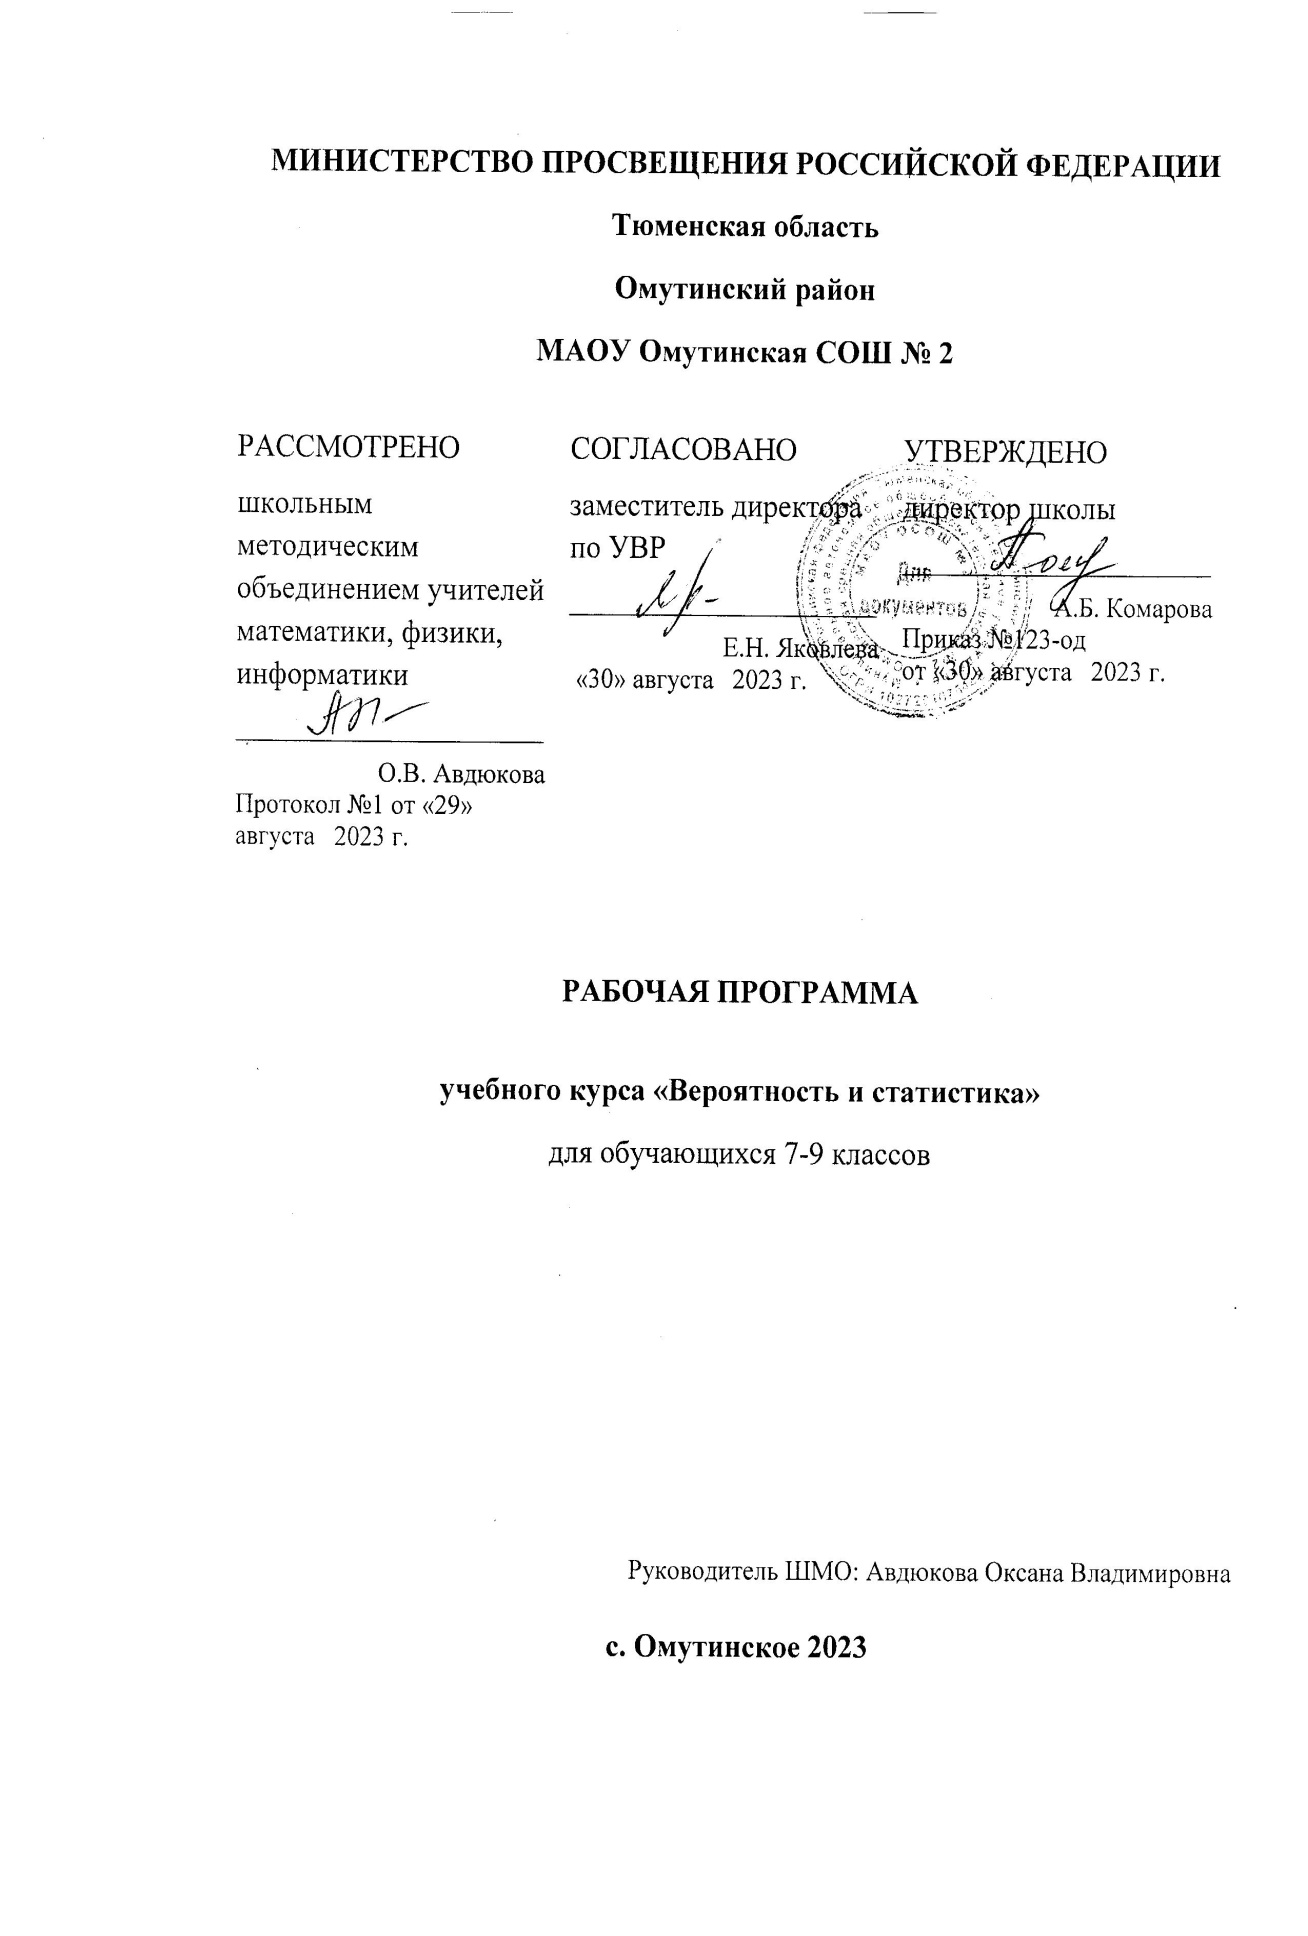 МИНИСТЕРСТВО ПРОСВЕЩЕНИЯ РОССИЙСКОЙ ФЕДЕРАЦИИ
Тюменская область
Омутинский район
МАОУ Омутинская СОШ № 2
РАССМОТРЕНО
школьным
методическим
объединением учителей
математики, физики,
информатики
О.В. Авдюкова
Протокол №1 от «29»
августа 2023 г.
СОГЛАСОВАНО
заместитель директора
по УВР
Е.Н. Яковлева
«30» августа 2023 г.
УТВЕРЖДЕНО
директор школы
А.Б. Комарова
Приказ №123-од
от «30» августа 2023 г.
Для
документов
РАБОЧАЯ ПРОГРАММА
учебного курса «Вероятность и статистика»
для обучающихся 7-9 классов
Руководитель ШМО: Авдюкова Оксана Владимировна
с. Омутинское 2023